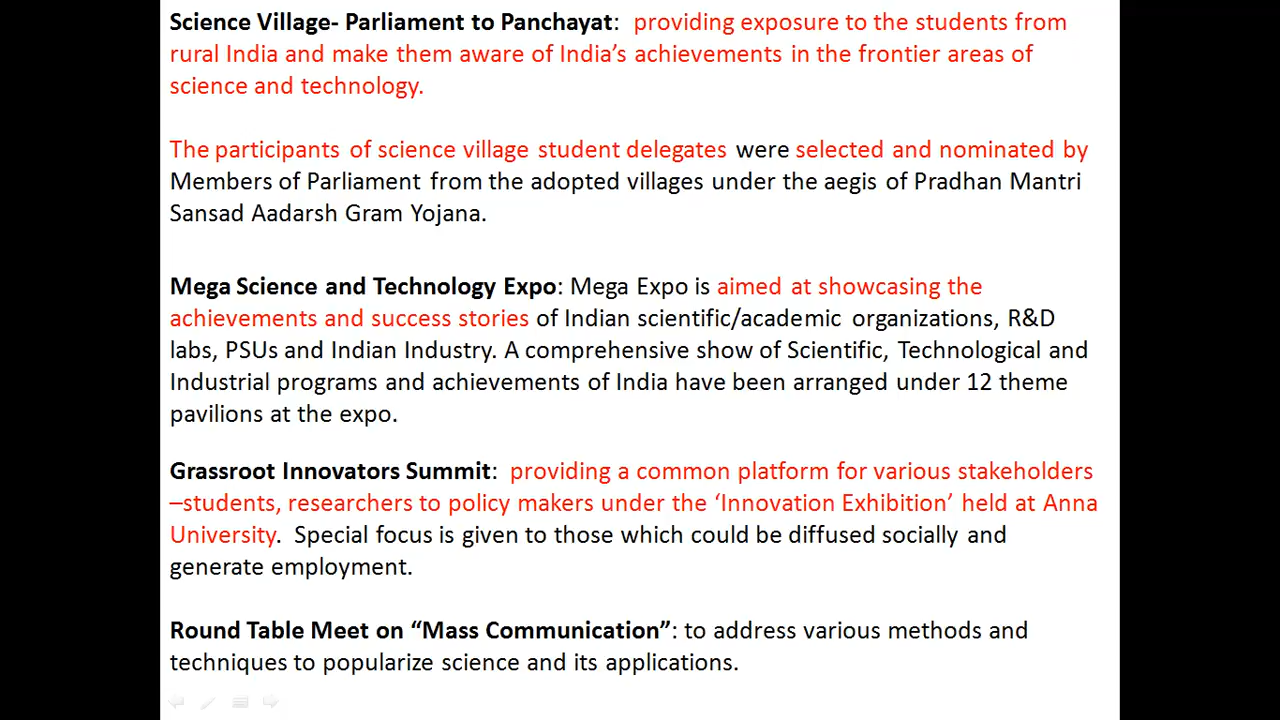 Science Village- Parliament to Panchayat: providing exposure to the students from
rural India and make them aware of India’s achievements in the frontier areas of
science and technology.
The participants of science village student delegates were selected and nominated by
Members of Parliament from the adopted villages under the aegis of Pradhan Mantri
Sansad Aadarsh Gram Yojana.
Mega Science and Technology Expo: Mega Expo is aimed at showcasing the
achievements and success stories of Indian scientific/academic organizations, R&D
labs, PSUs and Indian Industry. A comprehensive show of Scientific, Technological and
Industrial programs and achievements of India have been arranged under 12 theme
pavilions at the expo.
Grassroot Innovators Summit: providing a common platform for various stakeholders
–students, researchers to policy makers under the ‘Innovation Exhibition’ held at Anna
University. Special focus is given to those which could be diffused socially and
generate employment.
Round Table Meet on “Mass Communication”: to address various methods and
techniques to popularize science and its applications.